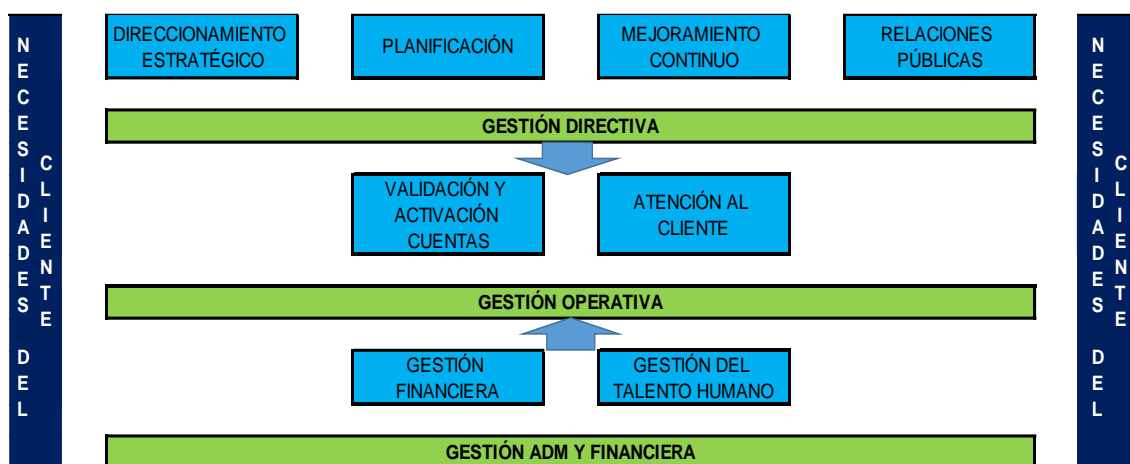 NECESIDADES DEL
CLIENTE
DIRECCIONAMIENTO
ESTRATÉGICO
PLANIFICACIÓN
MEJORAMIENTO
CONTINUO
RELACIONES
PÚBLICAS
GESTIÓN DIRECTIVA
VALIDACIÓN Y
ACTIVACIÓN
CUENTAS
ATENCIÓN AL
CLIENTE
GESTIÓN OPERATIVA
GESTIÓN
FINANCIERA
GESTIÓN DEL
TALENTO HUMANO
GESTIÓN ADM Y FINANCIERA
NECESIDADES DEL
CLIENTE